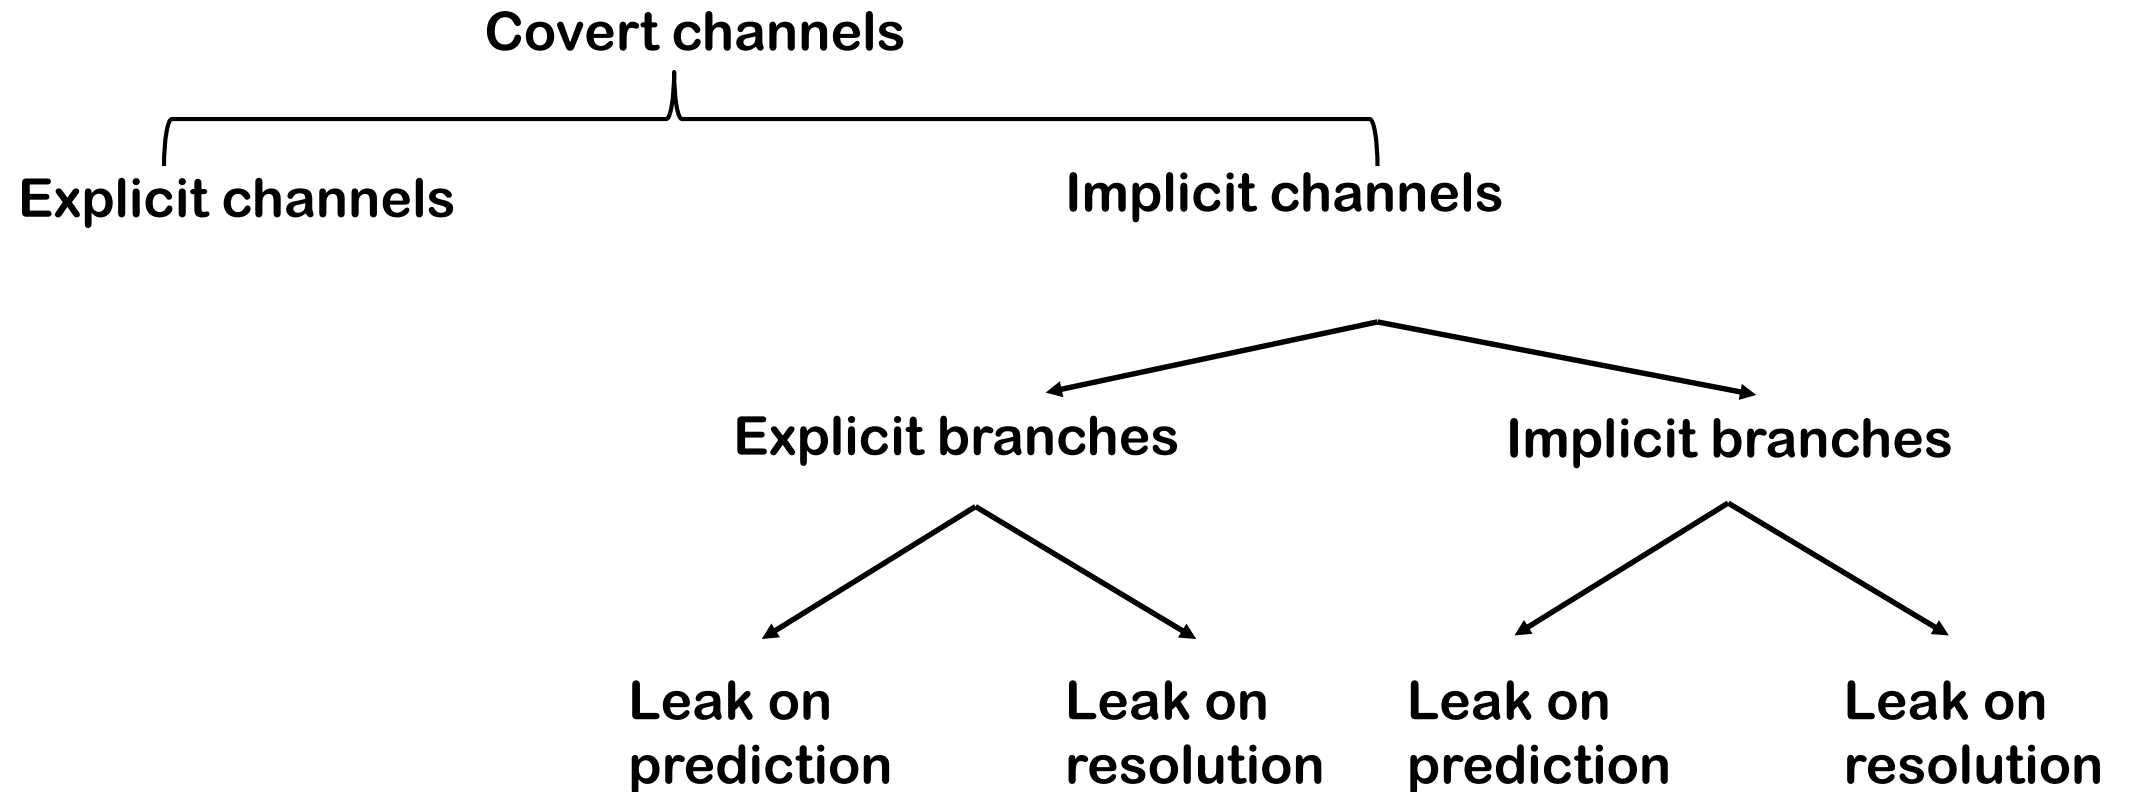 Covert channels
Explicit channels
Implicit channels
Explicit branches
Implicit branches
Leak on
prediction
Leak on
resolution
Leak on
prediction
Leak on
resolution